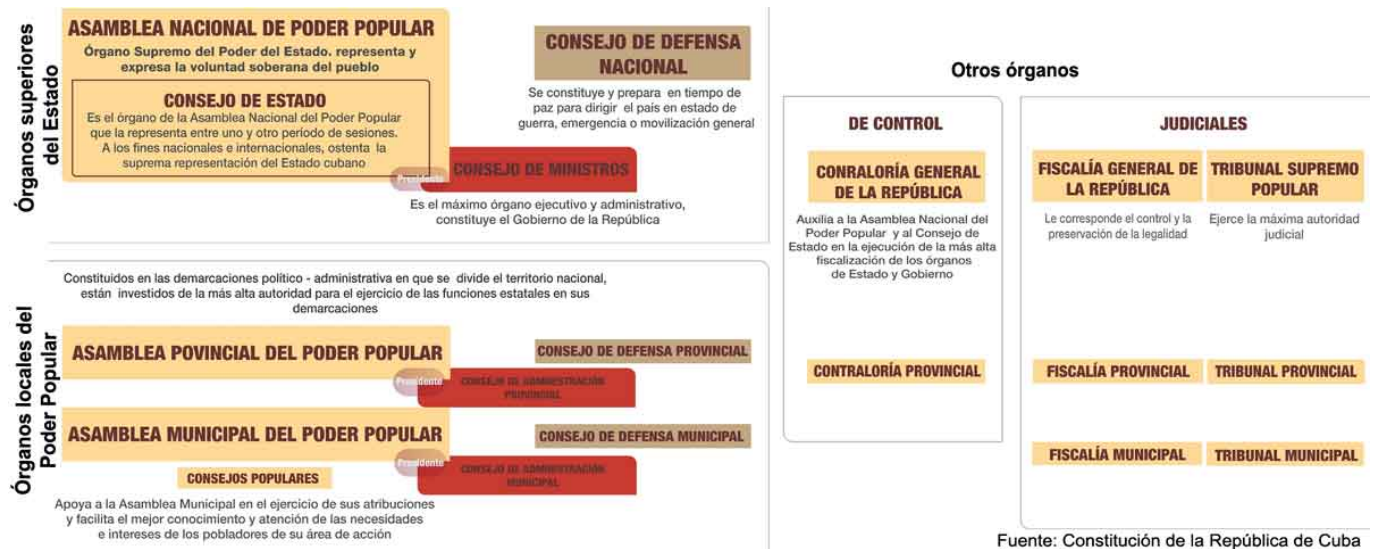 Órganos superiores
del Estado
ASAMBLEA NACIONAL DE PODER POPULAR
Órgano Supremo del Poder del Estado. representa y
expresa la voluntad soberana del pueblo
CONSEJO DE ESTADO
Es el órgano de la Asamblea Nacional del Poder Popular
que la representa entre uno y otro período de sesiones.
A los fines nacionales e internacionales, ostenta la
suprema representación del Estado cubano
CONSEJO DE DEFENSA
NACIONAL
Se constituye y prepara en tiempo de
paz para dirigir el país en estado de
guerra, emergencia o movilización general
Presidente
CONSEJO DE MINISTROS
Es el máximo órgano ejecutivo y administrativo,
constituye el Gobierno de la República
Órganos locales del
Poder Popular
Constituidos en las demarcaciones político - administrativa en que se divide el territorio nacional,
están investidos de la más alta autoridad para el ejercicio de las funciones estatales en sus
demarcaciones
ASAMBLEA POVINCIAL DEL PODER POPULAR
CONSEJO DE DEFENSA PROVINCIAL
Presidente
CONSEJO DE ADMINISTRACIÓN
PROVINCIAL
ASAMBLEA MUNICIPAL DEL PODER POPULAR
CONSEJO DE DEFENSA MUNICIPAL
Presidente
CONSEJO DE ADMINISTRACIÓN
MUNICIPAL
CONSEJOS POPULARES
Apoya a la Asamblea Municipal en el ejercicio de sus atribuciones
y facilita el mejor conocimiento y atención de las necesidades
e intereses de los pobladores de su área de acción
Otros órganos
DE CONTROL
CONTRALORÍA GENERAL
DE LA REPÚBLICA
Auxilia a la Asamblea Nacional del
Poder Popular y al Consejo de
Estado en la ejecución de la más alta
fiscalización de los órganos
de Estado y Gobierno
CONTRALORÍA PROVINCIAL
JUDICIALES
FISCALÍA GENERAL DE
LA REPÚBLICA
Le corresponde el control y la
preservación de la legalidad
TRIBUNAL SUPREMO
POPULAR
Ejerce la máxima autoridad
judicial
FISCALÍA PROVINCIAL
TRIBUNAL PROVINCIAL
FISCALÍA MUNICIPAL
TRIBUNAL MUNICIPAL
Fuente: Constitución de la República de Cuba